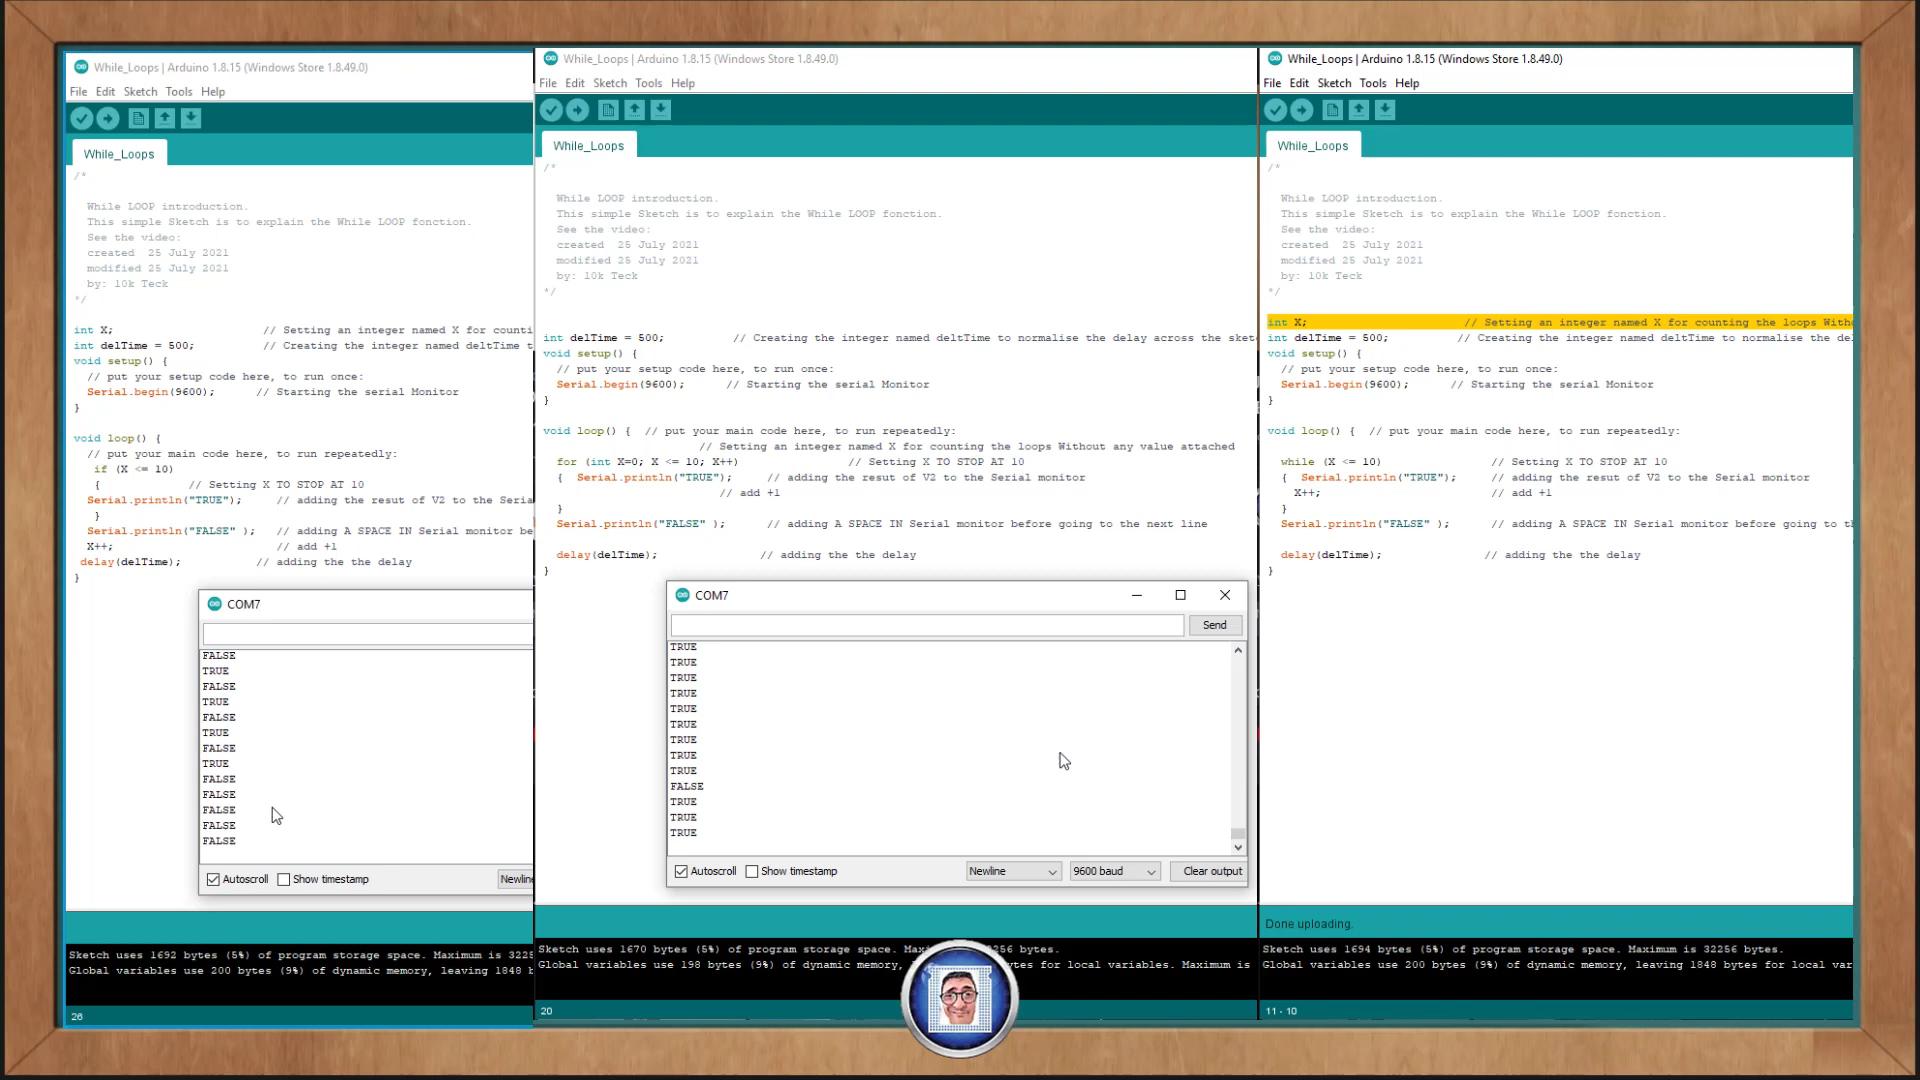 While_Loops | Arduino 1.8.15 (Windows Store 1.8.49.0)
File Edit Sketch Tools Help
While_Loops
/*
While LOOP introduction.
This simple Sketch is to explain the While LOOP fonction.
See the video:
created 25 July 2021
modified 25 July 2021
by: 10k Teck
*/
int X; // Setting an integer named X for counti
int delTime = 500; // Creating the integer named deltTime t
void setup() {
// put your setup code here, to run once:
Serial.begin(9600); // Starting the serial Monitor
}
void loop() {
// put your main code here, to run repeatedly:
if (X <= 10)
{ // Setting X TO STOP AT 10
Serial.println("TRUE"); // adding the resut of V2 to the Seria
}
Serial.println("FALSE" ); // adding A SPACE IN Serial monitor be
X++; // add +1
delay(delTime); // adding the the delay
}
COM7
FALSE
TRUE
FALSE
TRUE
FALSE
TRUE
FALSE
TRUE
FALSE
FALSE
FALSE
FALSE
FALSE
Autoscroll Show timestamp Newline
Sketch uses 1692 bytes (5%) of program storage space. Maximum is 325
Global variables use 200 bytes (9%) of dynamic memory, leaving 1848 b
26
While_Loops | Arduino 1.8.15 (Windows Store 1.8.49.0)
File Edit Sketch Tools Help
While_Loops
/*
While LOOP introduction.
This simple Sketch is to explain the While LOOP fonction.
See the video:
created 25 July 2021
modified 25 July 2021
by: 10k Teck
*/
int delTime = 500; // Creating the integer named deltTime to normalise the delay across the sket
void setup() {
// put your setup code here, to run once:
Serial.begin(9600); // Starting the serial Monitor
}
void loop() { // put your main code here, to run repeatedly:
// Setting an integer named X for counting the loops Without any value attached
for (int X=0; X <= 10; X++) // Setting X TO STOP AT 10
{ Serial.println("TRUE"); // adding the resut of V2 to the Serial monitor
// add +1
}
Serial.println("FALSE" ); // adding A SPACE IN Serial monitor before going to the next line
delay(delTime); // adding the the delay
}
COM7
Send
TRUE
TRUE
TRUE
TRUE
TRUE
TRUE
TRUE
TRUE
TRUE
FALSE
TRUE
TRUE
TRUE
Autoscroll Show timestamp Newline 9600 baud Clear output
Sketch uses 1670 bytes (5%) of program storage space. Maxi 256 bytes.
Global variables use 198 bytes (9%) of dynamic memory, ytes for local variables. Maximum is
20
While_Loops | Arduino 1.8.15 (Windows Store 1.8.49.0)
File Edit Sketch Tools Help
While_Loops
/*
While LOOP introduction.
This simple Sketch is to explain the While LOOP fonction.
See the video:
created 25 July 2021
modified 25 July 2021
by: 10k Teck
*/
int X; // Setting an integer named X for counting the loops Witho
int delTime = 500; // Creating the integer named deltTime to normalise the del
void setup() {
// put your setup code here, to run once:
Serial.begin(9600); // Starting the serial Monitor
}
void loop() { // put your main code here, to run repeatedly:
while (X <= 10) // Setting X TO STOP AT 10
{ Serial.println("TRUE"); // adding the resut of V2 to the Serial monitor
X++; // add +1
}
Serial.println("FALSE" ); // adding A SPACE IN Serial monitor before going to th
delay(delTime); // adding the the delay
}
Done uploading.
Sketch uses 1694 bytes (5%) of program storage space. Maximum is 32256 bytes.
Global variables use 200 bytes (9%) of dynamic memory, leaving 1848 bytes for local var
11 - 10